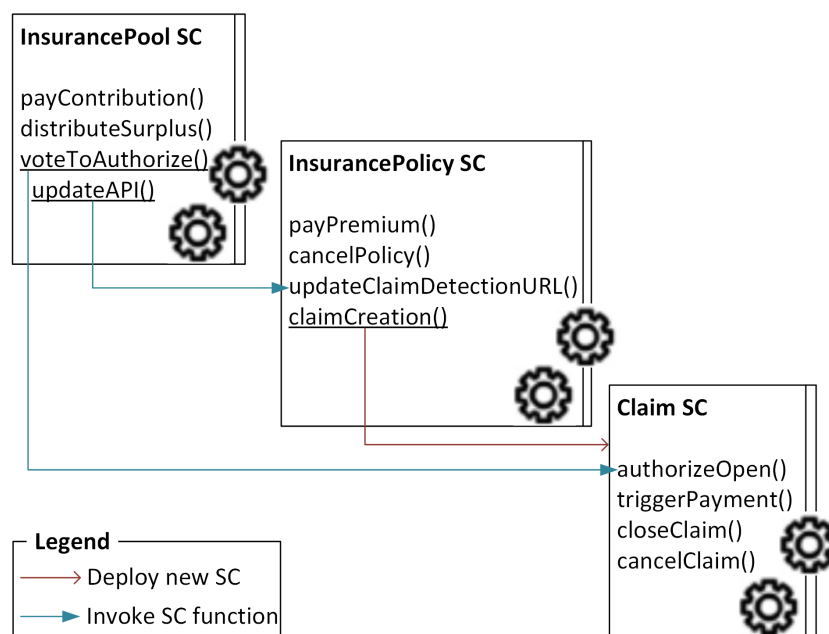 InsurancePool SC
payContribution()
distributeSurplus()
voteToAuthorize()
updateAPI()
InsurancePolicy SC
payPremium()
cancelPolicy()
updateClaimDetectionURL()
claimCreation()
Claim SC
authorizeOpen()
triggerPayment()
closeClaim()
cancelClaim()
Legend
Deploy new SC
Invoke SC function